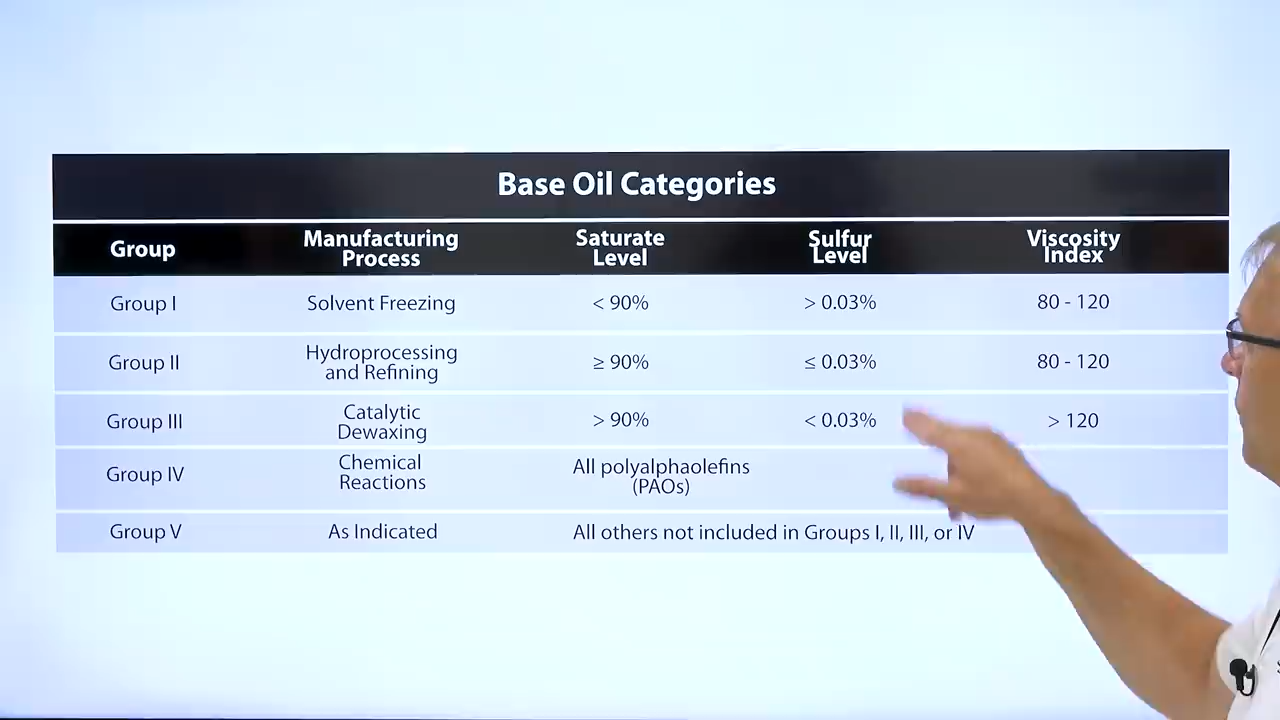 Base Oil Categories
Group
Manufacturing
Process
Saturate
Level
Sulfur
Level
Viscosity
Index
Group I
Solvent Freezing
< 90%
> 0.03%
80 - 120
Group II
Hydroprocessing
and Refining
≥ 90%
≤ 0.03%
80 - 120
Group III
Catalytic
Dewaxing
> 90%
< 0.03%
> 120
Group IV
Chemical
Reactions
All polyalphaolefins
(PAOs)
Group V
As Indicated
All others not included in Groups I, II, III, or IV